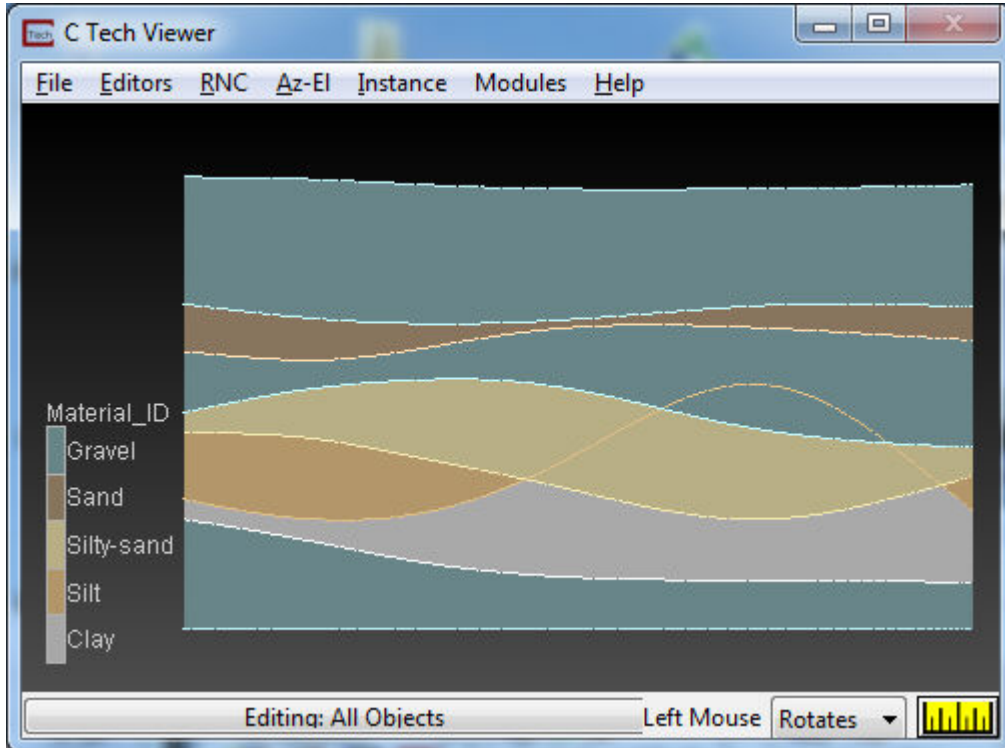 Tech C Tech Viewer
File Editors RNC Az-El Instance Modules Help
Material_ID
Gravel
Sand
Silty-sand
Silt
Clay
Editing: All Objects Left Mouse Rotates